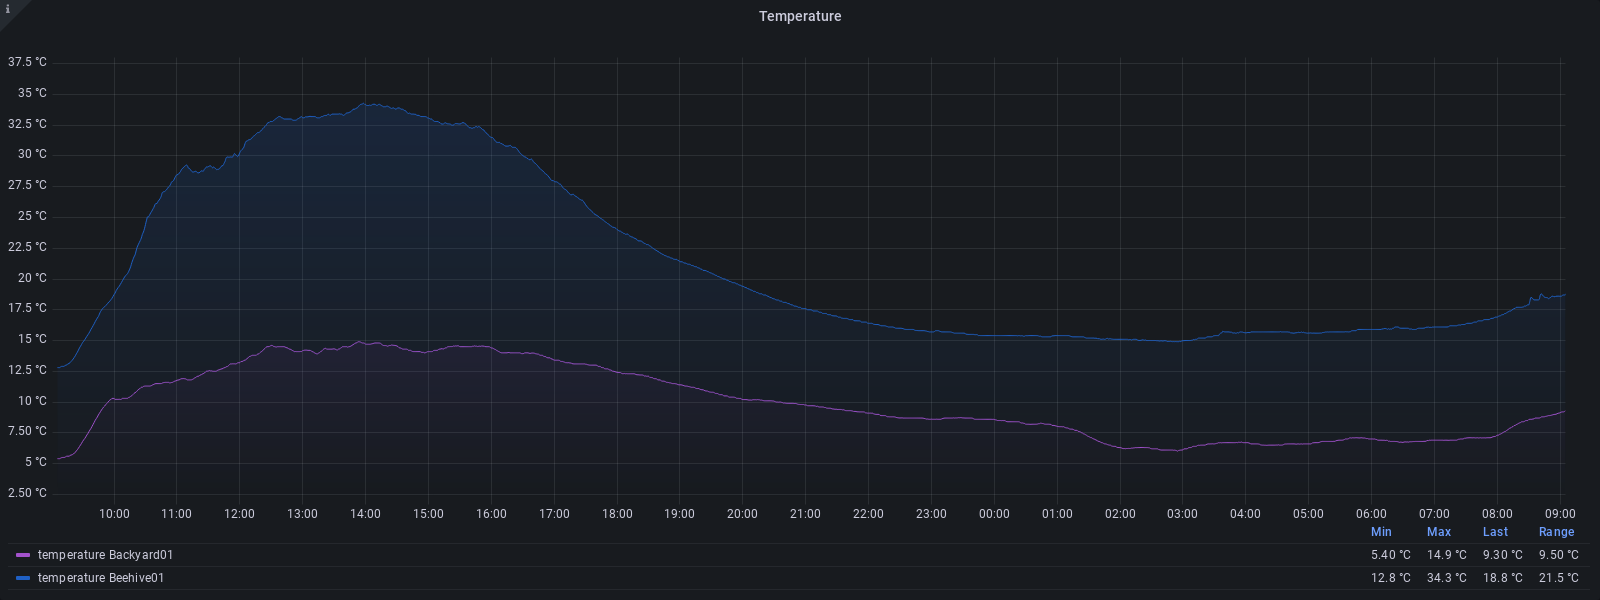 i
Temperature
37.5 °C
35 °C
32.5 °C
30 °C
27.5 °C
25 °C
22.5 °C
20 °C
17.5 °C
15 °C
12.5 °C
10 °C
7.50 °C
5 °C
2.50 °C
10:00 11:00 12:00 13:00 14:00 15:00 16:00 17:00 18:00 19:00 20:00 21:00 22:00 23:00 00:00 01:00 02:00 03:00 04:00 05:00 06:00 07:00 08:00 09:00
Min Max Last Range
temperature Backyard01 5.40 °C 14.9 °C 9.30 °C 9.50 °C
temperature Beehive01 12.8 °C 34.3 °C 18.8 °C 21.5 °C